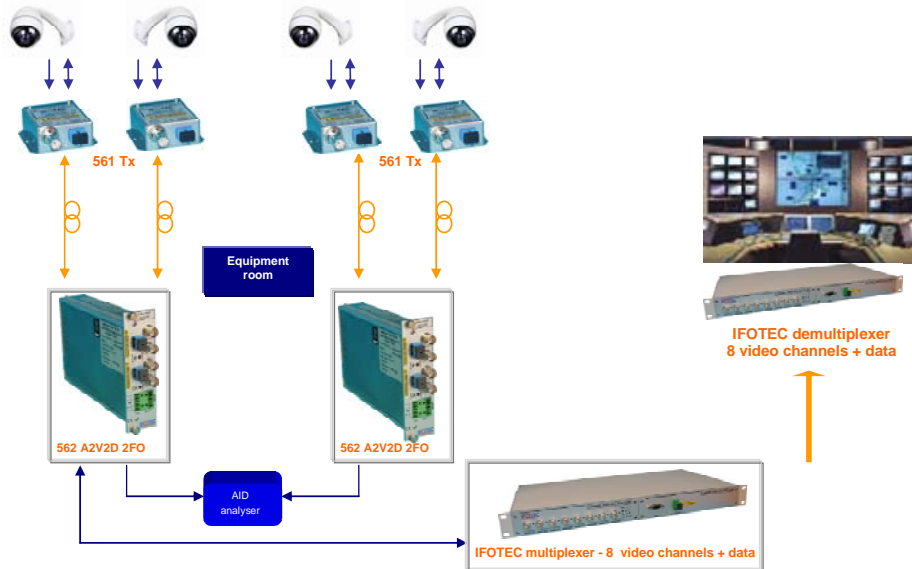 561 Tx
561 Tx
Equipment
room
IFOTEC demultiplexer
8 video channels + data
562 A2V2D 2FO
562 A2V2D 2FO
AID
analyser
IFOTEC multiplexer - 8 video channels + data